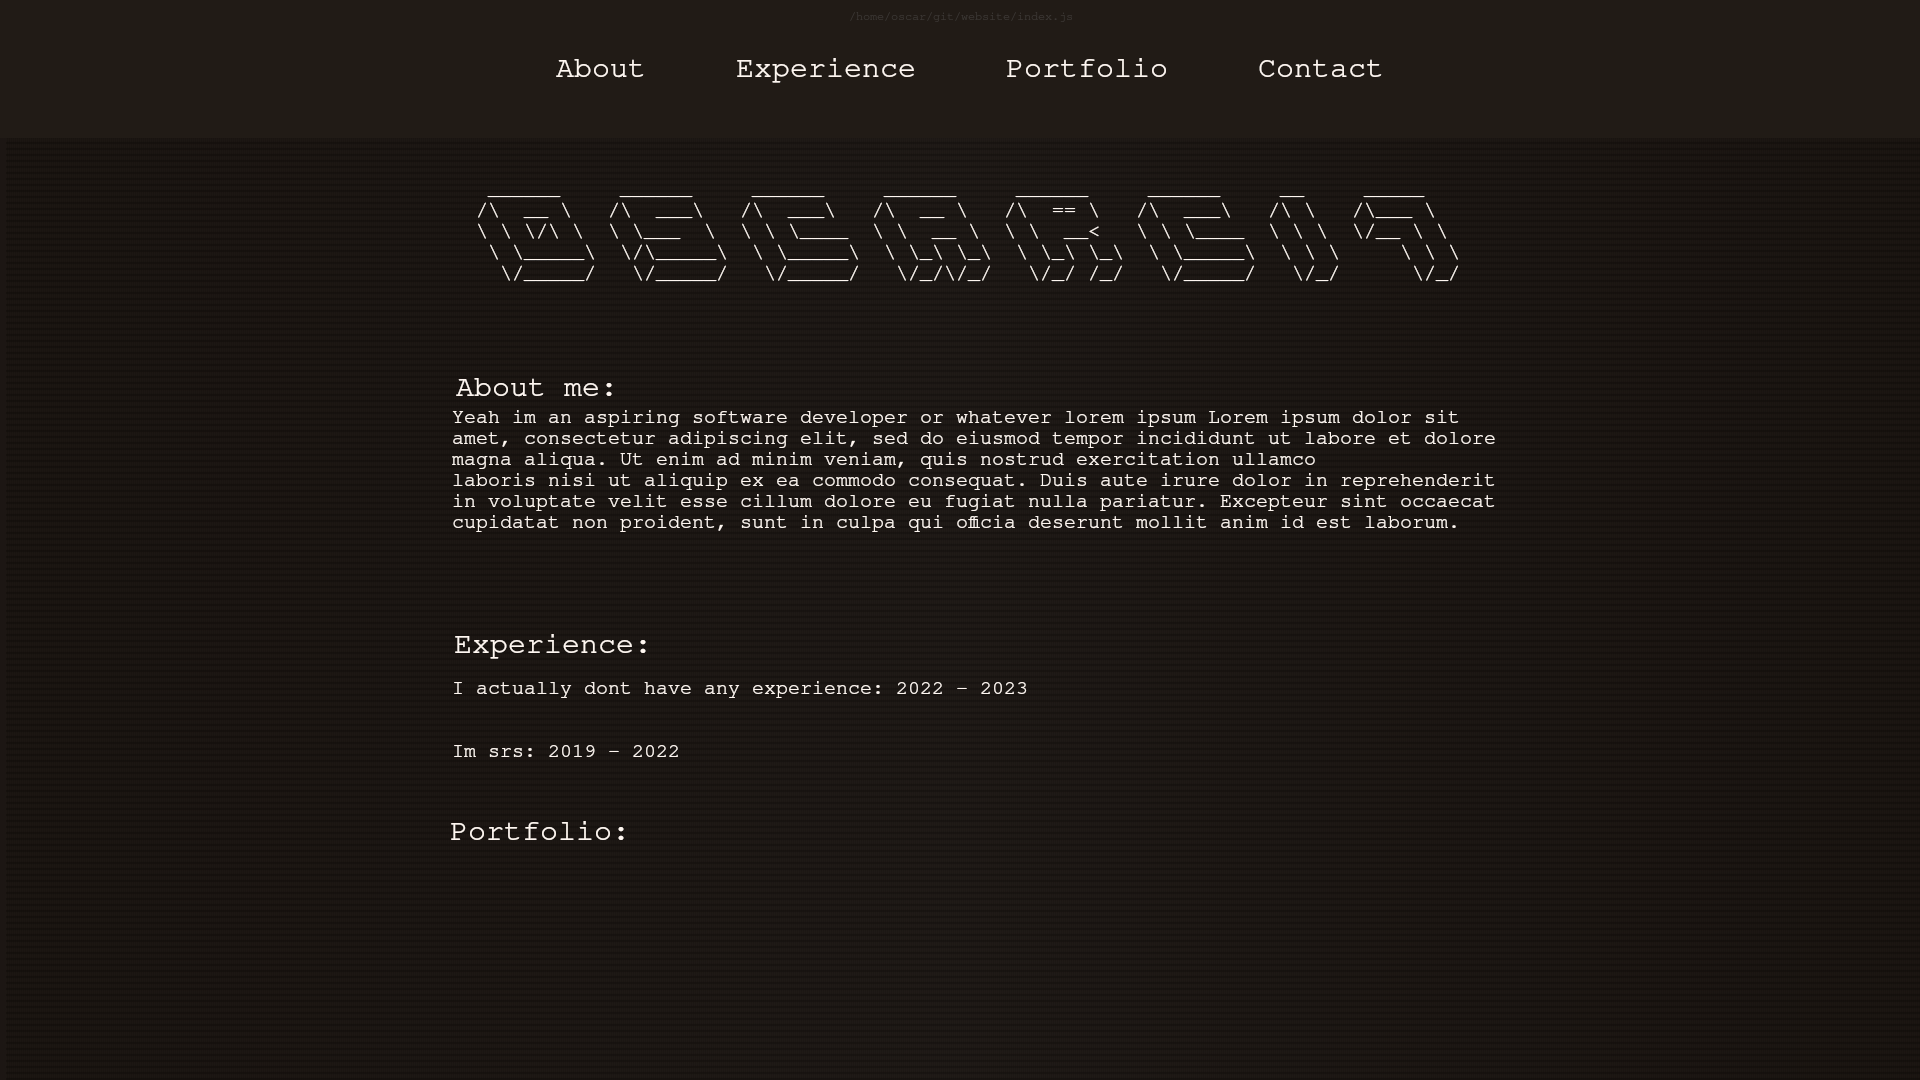 /home/oscar/git/website/index.js
About Experience Portfolio Contact
OSCARC17
About me:
Yeah im an aspiring software developer or whatever lorem ipsum Lorem ipsum dolor sit
amet, consectetur adipiscing elit, sed do eiusmod tempor incididunt ut labore et dolore
magna aliqua. Ut enim ad minim veniam, quis nostrud exercitation ullamco
laboris nisi ut aliquip ex ea commodo consequat. Duis aute irure dolor in reprehenderit
in voluptate velit esse cillum dolore eu fugiat nulla pariatur. Excepteur sint occaecat
cupidatat non proident, sunt in culpa qui officia deserunt mollit anim id est laborum.
Experience:
I actually dont have any experience: 2022 – 2023
Im srs: 2019 – 2022
Portfolio: